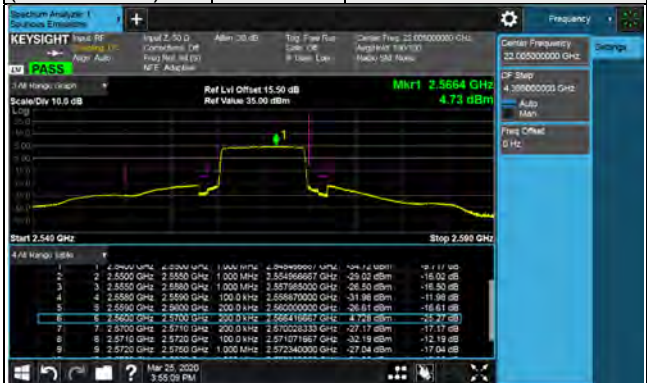 Spectrum Analyzer 1
Spurious Emissions
Frequency
KEYSIGHT Input: RF
Input Z: 50 Ω
Atten: 30 dB
Trig: Free Run
Center Freq: 22.005000000 GHz
Corrections: Off
Gate: Off
Avg|Hold: 100/100
Align: Auto
Freq Ref: Int (S)
Radio Std: None
NFE: Adaptive
PASS
Ref Lvl Offset 15.50 dB
Mkr1 2.5664 GHz
Scale/Div 10.0 dB
Ref Value 35.00 dBm
4.73 dBm
Log
1
Start 2.540 GHz
Stop 2.590 GHz
2 2.5500 GHz 2.5550 GHz 1.000 MHz 2.554966667 GHz -29.02 dBm -16.02 dB
3 2.5550 GHz 2.5580 GHz 1.000 MHz 2.557985000 GHz -26.50 dBm -16.50 dB
4 2.5580 GHz 2.5590 GHz 100.0 kHz 2.558870000 GHz -31.98 dBm -11.98 dB
5 2.5590 GHz 2.5600 GHz 200.0 kHz 2.560000000 GHz -26.61 dBm -16.61 dB
6 2.5600 GHz 2.5700 GHz 200.0 kHz 2.566416667 GHz 4.728 dBm -25.27 dB
7 2.5700 GHz 2.5710 GHz 200.0 kHz 2.570028333 GHz -27.17 dBm -17.17 dB
8 2.5710 GHz 2.5720 GHz 100.0 kHz 2.571071667 GHz -32.19 dBm -12.19 dB
9 2.5720 GHz 2.5750 GHz 1.000 MHz 2.572340000 GHz -27.04 dBm -17.04 dB
Mar 25, 2020
3:55:09 PM
Center Frequency
22.005000000 GHz
Settings
CF Step
4.399000000 GHz
Auto
Man
Freq Offset
0 Hz